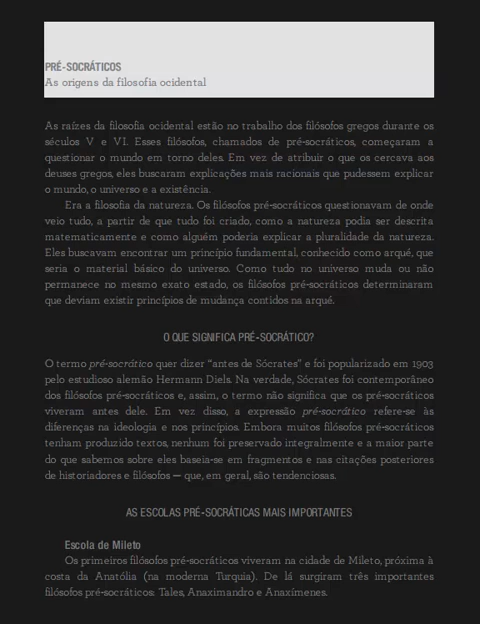 PRÉ-SOCRÁTICOS
As origens da filosofia ocidental
As raízes da filosofia ocidental estão no trabalho dos filósofos gregos durante os
séculos V e VI. Esses filósofos, chamados de pré-socráticos, começaram a
questionar o mundo em torno deles. Em vez de atribuir o que os cercava aos
deuses gregos, eles buscaram explicações mais racionais que pudessem explicar
o mundo, o universo e a existência.
Era a filosofia da natureza. Os filósofos pré-socráticos questionavam de onde
veio tudo, a partir de que tudo foi criado, como a natureza podia ser descrita
matematicamente e como alguém poderia explicar a pluralidade da natureza.
Eles buscavam encontrar um princípio fundamental, conhecido como arqué, que
seria o material básico do universo. Como tudo no universo muda ou não
permanece no mesmo exato estado, os filósofos pré-socráticos determinaram
que deviam existir princípios de mudança contidos na arqué.
O QUE SIGNIFICA PRÉ-SOCRÁTICO?
O termo pré-socrático quer dizer “antes de Sócrates” e foi popularizado em 1903
pelo estudioso alemão Hermann Diels. Na verdade, Sócrates foi contemporâneo
dos filósofos pré-socráticos e, assim, o termo não significa que os pré-socráticos
viveram antes dele. Em vez disso, a expressão pré-socrático refere-se às
diferenças na ideologia e nos princípios. Embora muitos filósofos pré-socráticos
tenham produzido textos, nenhum foi preservado integralmente e a maior parte
do que sabemos sobre eles baseia-se em fragmentos e nas citações posteriores
de historiadores e filósofos — que, em geral, são tendenciosas.
AS ESCOLAS PRÉ-SOCRÁTICAS MAIS IMPORTANTES
Escola de Mileto
Os primeiros filósofos pré-socráticos viveram na cidade de Mileto, próxima à
costa da Anatólia (na moderna Turquia). De lá surgiram três importantes
filósofos pré-socráticos: Tales, Anaximandro e Anaxímenes.